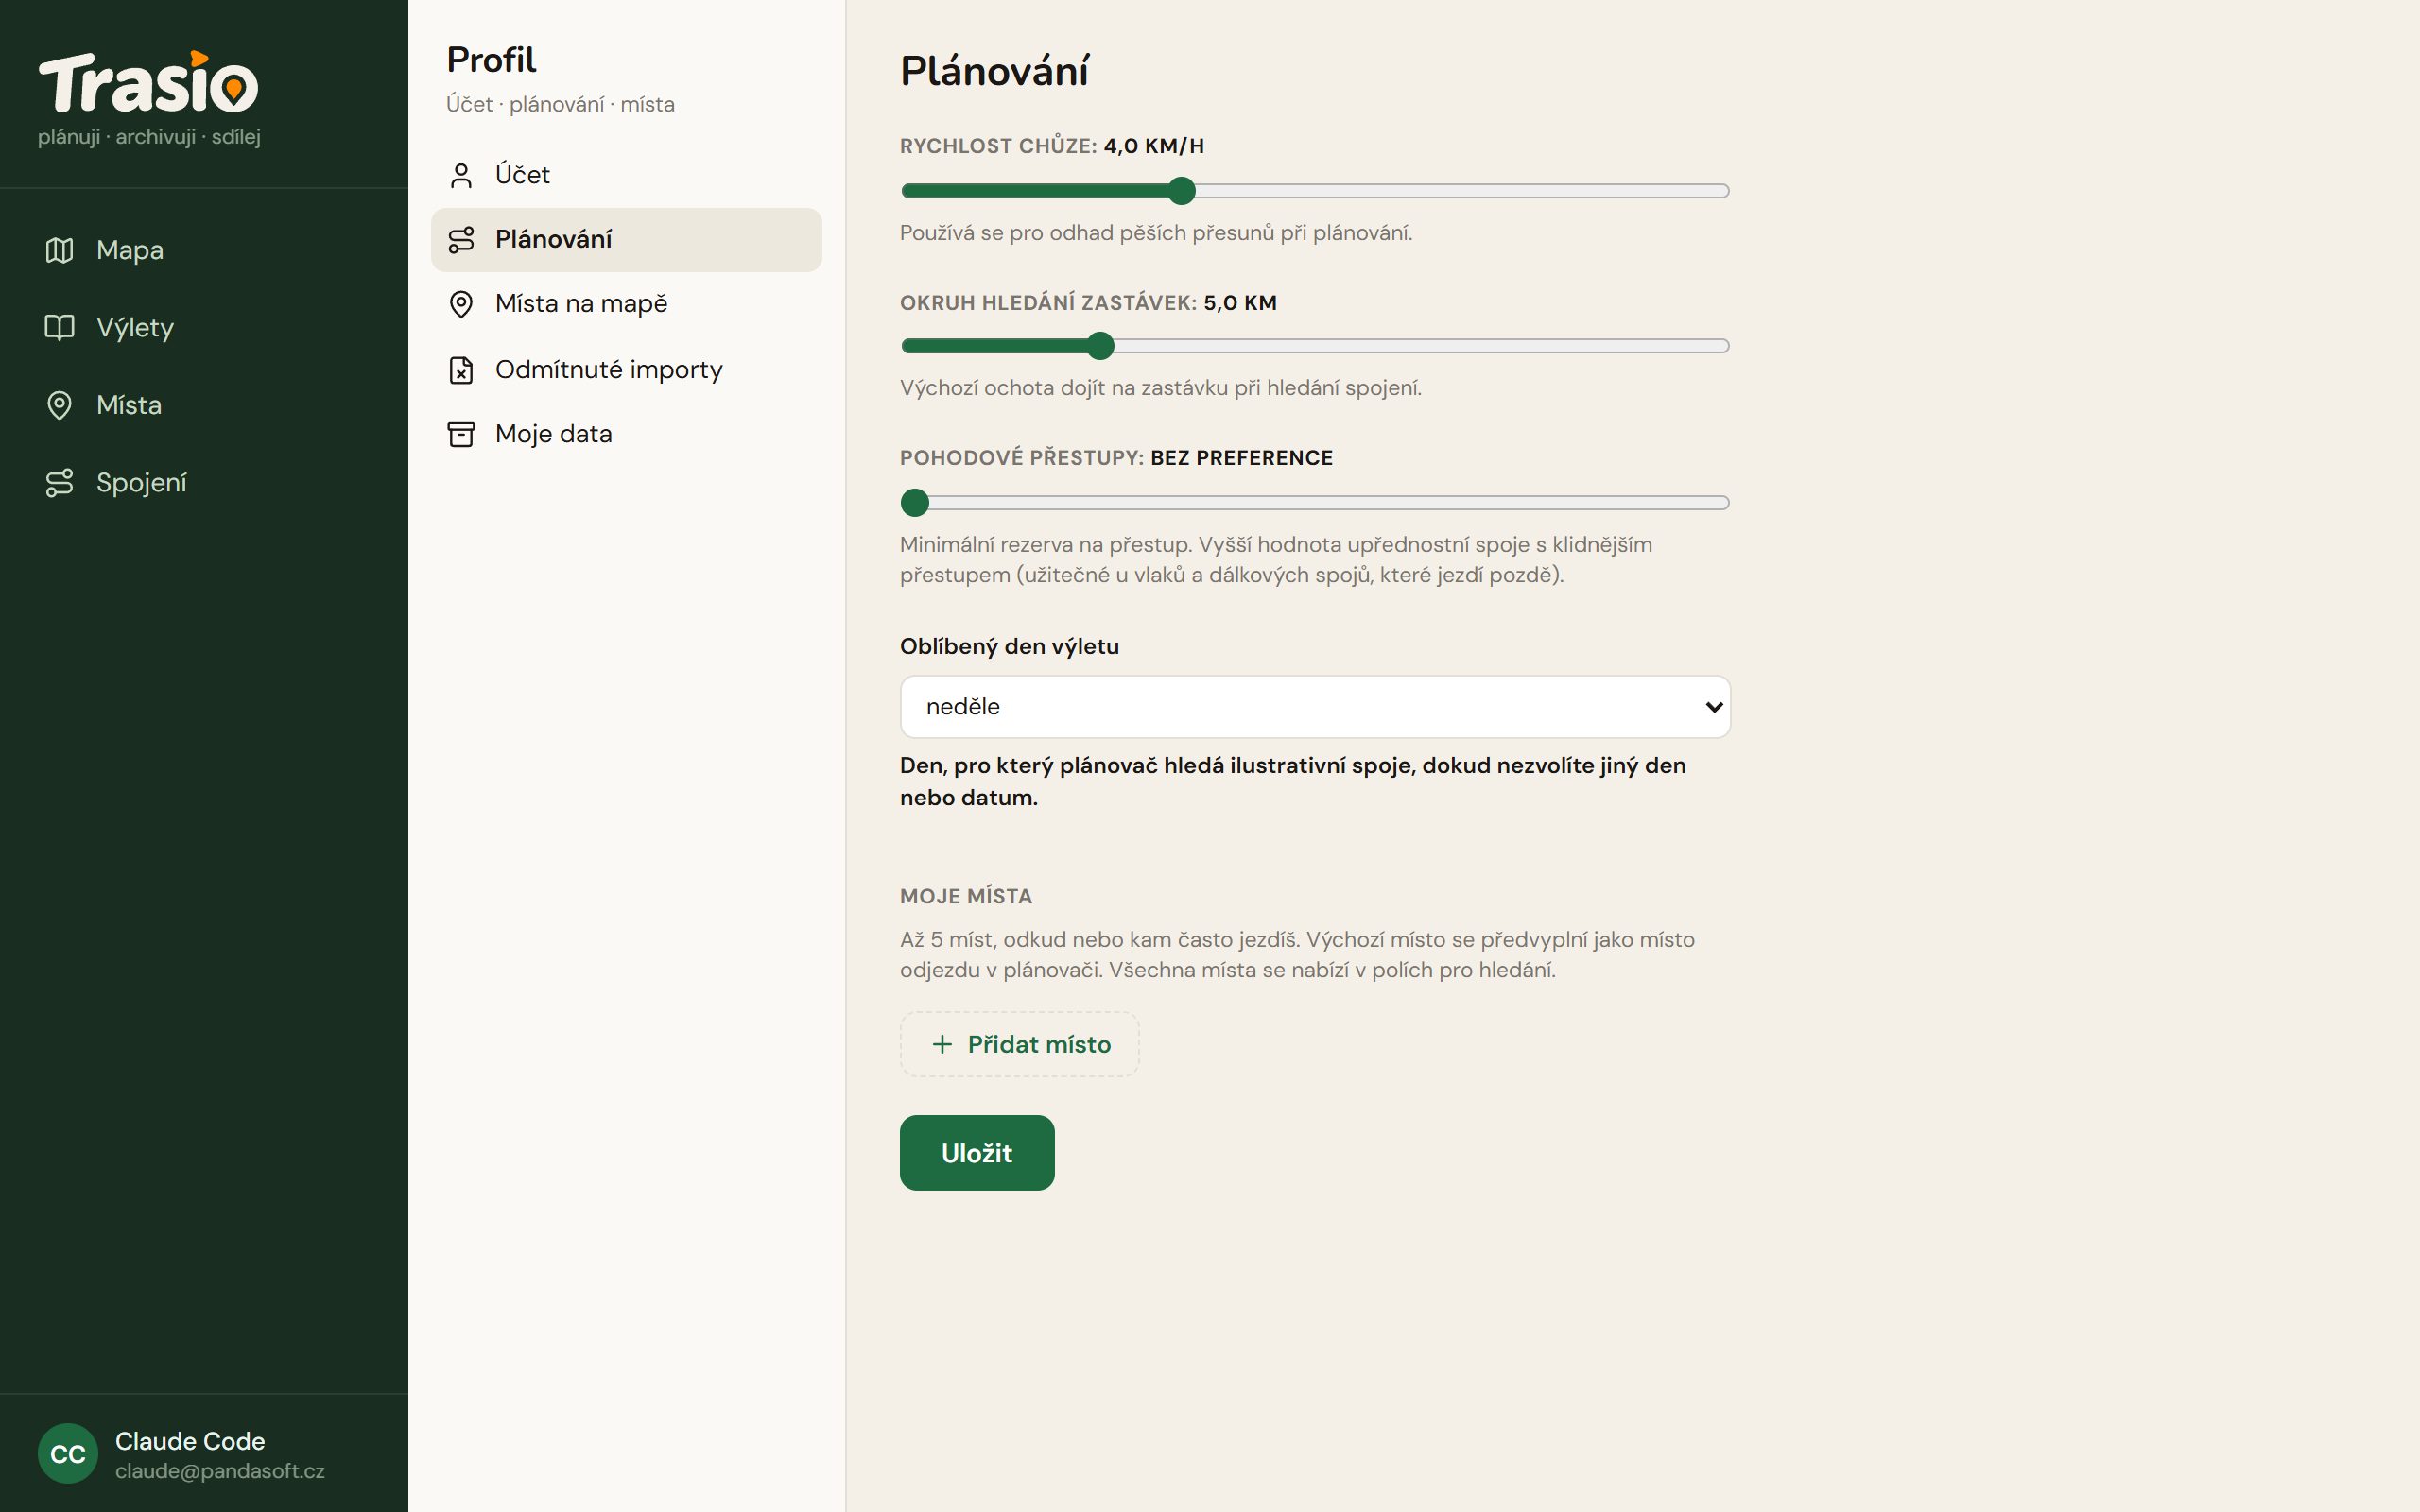 Trasio
plánuji · archivuji · sdílej
Mapa
Výlety
Místa
Spojení
CC
Claude Code
claude@pandasoft.cz
Profil
Účet · plánování · místa
Účet
Plánování
Místa na mapě
Odmítnuté importy
Moje data
Plánování
RYCHLOST CHŮZE: 4,0 KM/H
Používá se pro odhad pěších přesunů při plánování.
OKRUH HLEDÁNÍ ZASTÁVEK: 5,0 KM
Výchozí ochota dojít na zastávku při hledání spojení.
POHODOVÉ PŘESTUPY: BEZ PREFERENCE
Minimální rezerva na přestup. Vyšší hodnota upřednostní spoje s klidnějším
přestupem (užitečné u vlaků a dálkových spojů, které jezdí pozdě).
Oblíbený den výletu
neděle
Den, pro který plánovač hledá ilustrativní spoje, dokud nezvolíte jiný den
nebo datum.
MOJE MÍSTA
Až 5 míst, odkud nebo kam často jezdíš. Výchozí místo se předvyplní jako místo
odjezdu v plánovači. Všechna místa se nabízí v polích pro hledání.
Přidat místo
Uložit